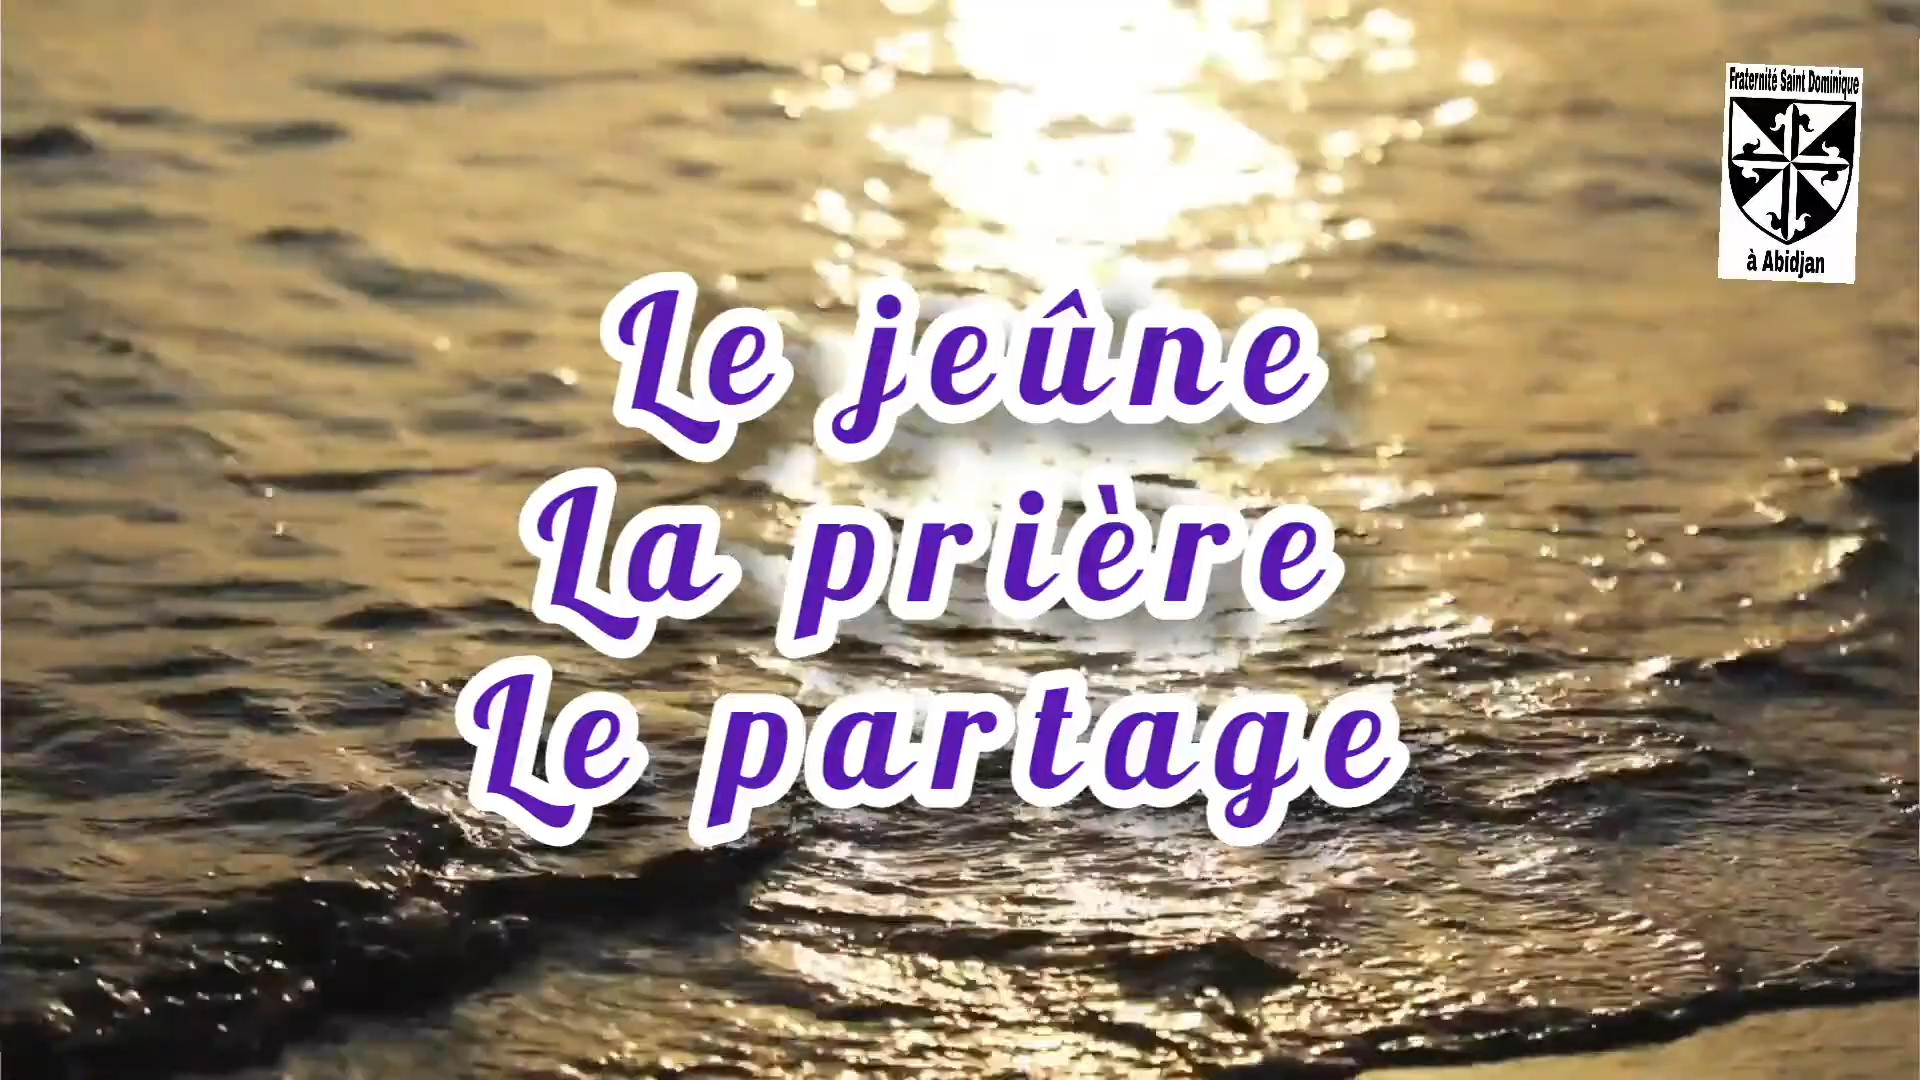 Fraternité Saint Dominique
à Abidjan
Le jeûne
La prière
Le partage